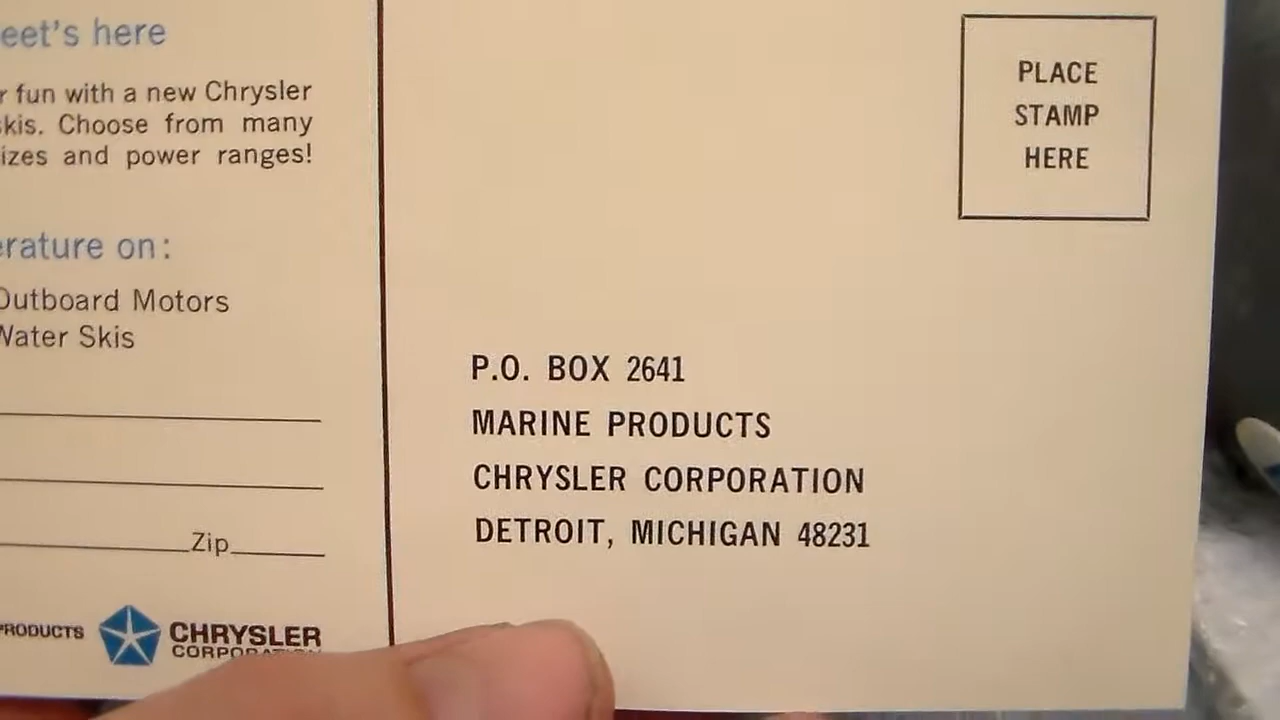 eet's here
r fun with a new Chrysler
skis. Choose from many
izes and power ranges!
erature on:
Outboard Motors
Water Skis
Zip
PRODUCTS
CHRYSLER
CORPORATION
PLACE
STAMP
HERE
P.O. BOX 2641
MARINE PRODUCTS
CHRYSLER CORPORATION
DETROIT, MICHIGAN 48231